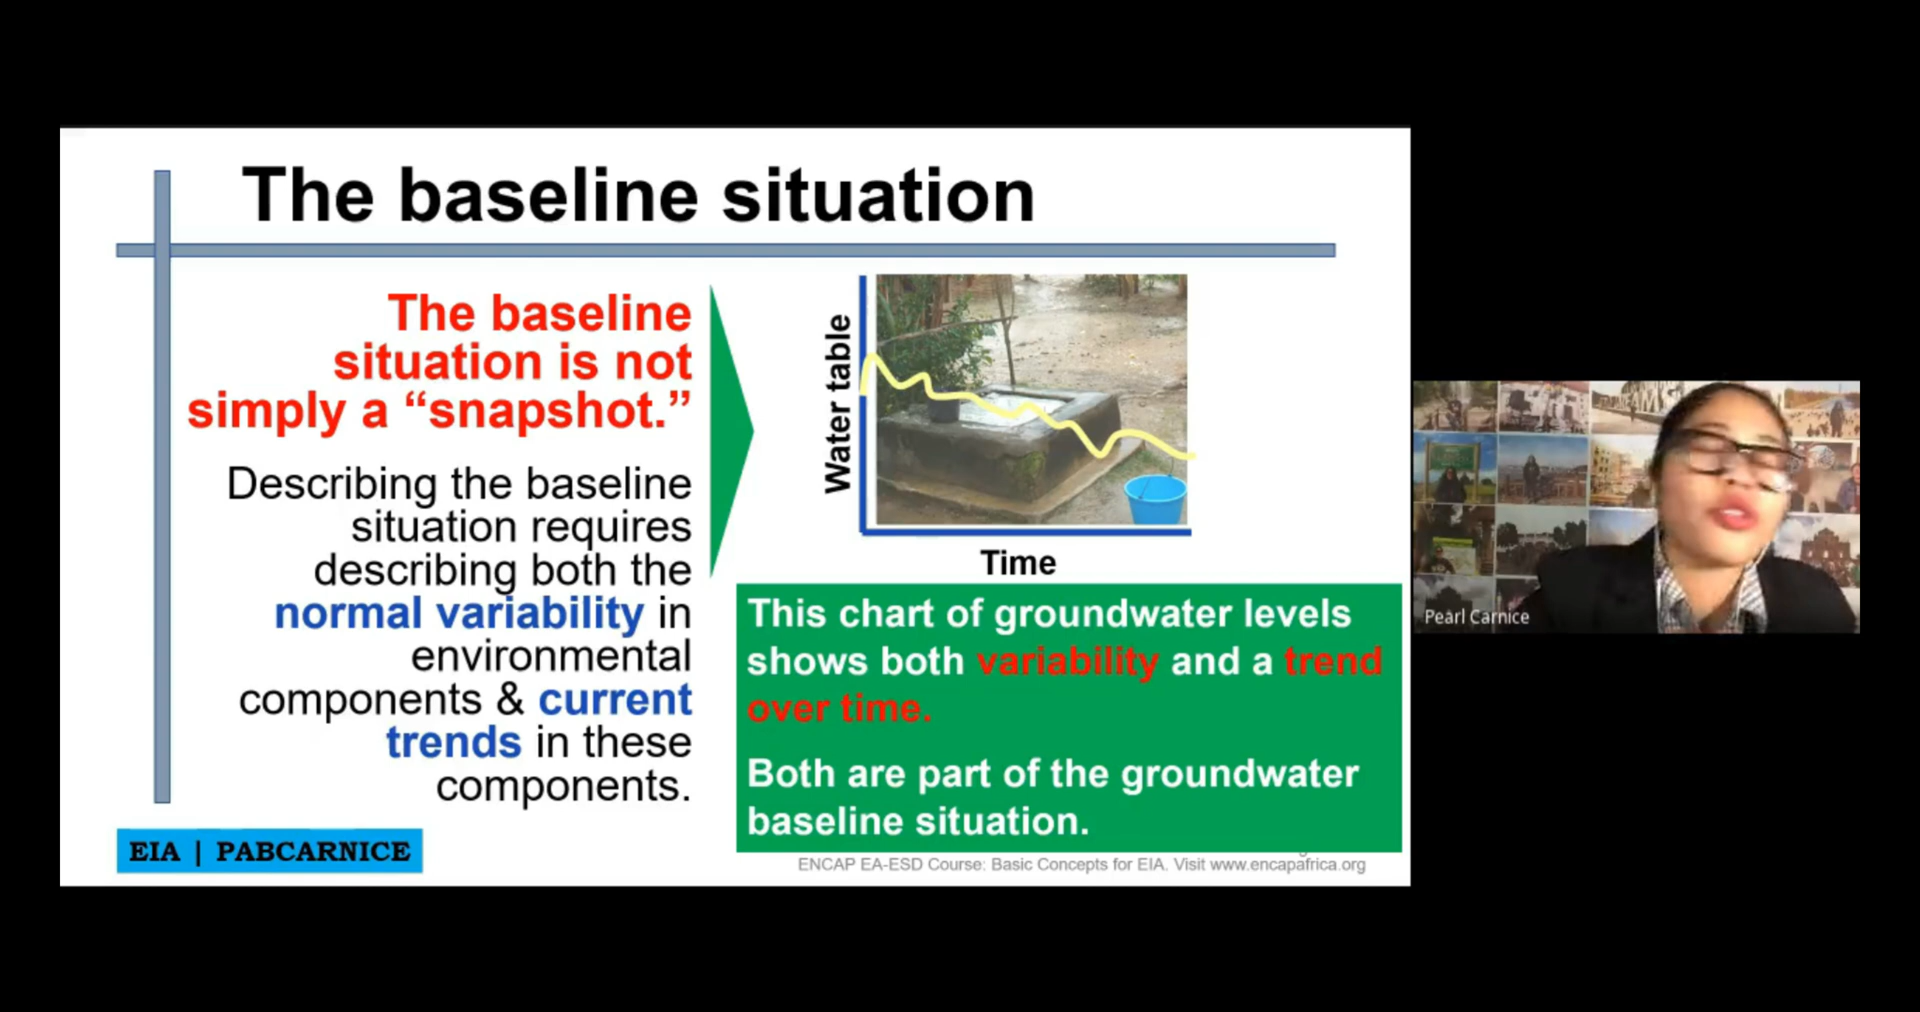 The baseline situation
The baseline
situation is not
simply a “snapshot.”
Describing the baseline
situation requires
describing both the
normal variability in
environmental
components & current
trends in these
components.
Water table
Time
This chart of groundwater levels
shows both variability and a trend
over time.
Both are part of the groundwater
baseline situation.
EIA | PABCARNICE
ENCAP EA-ESD Course: Basic Concepts for EIA. Visit www.encapafrica.org
Pearl Carnice